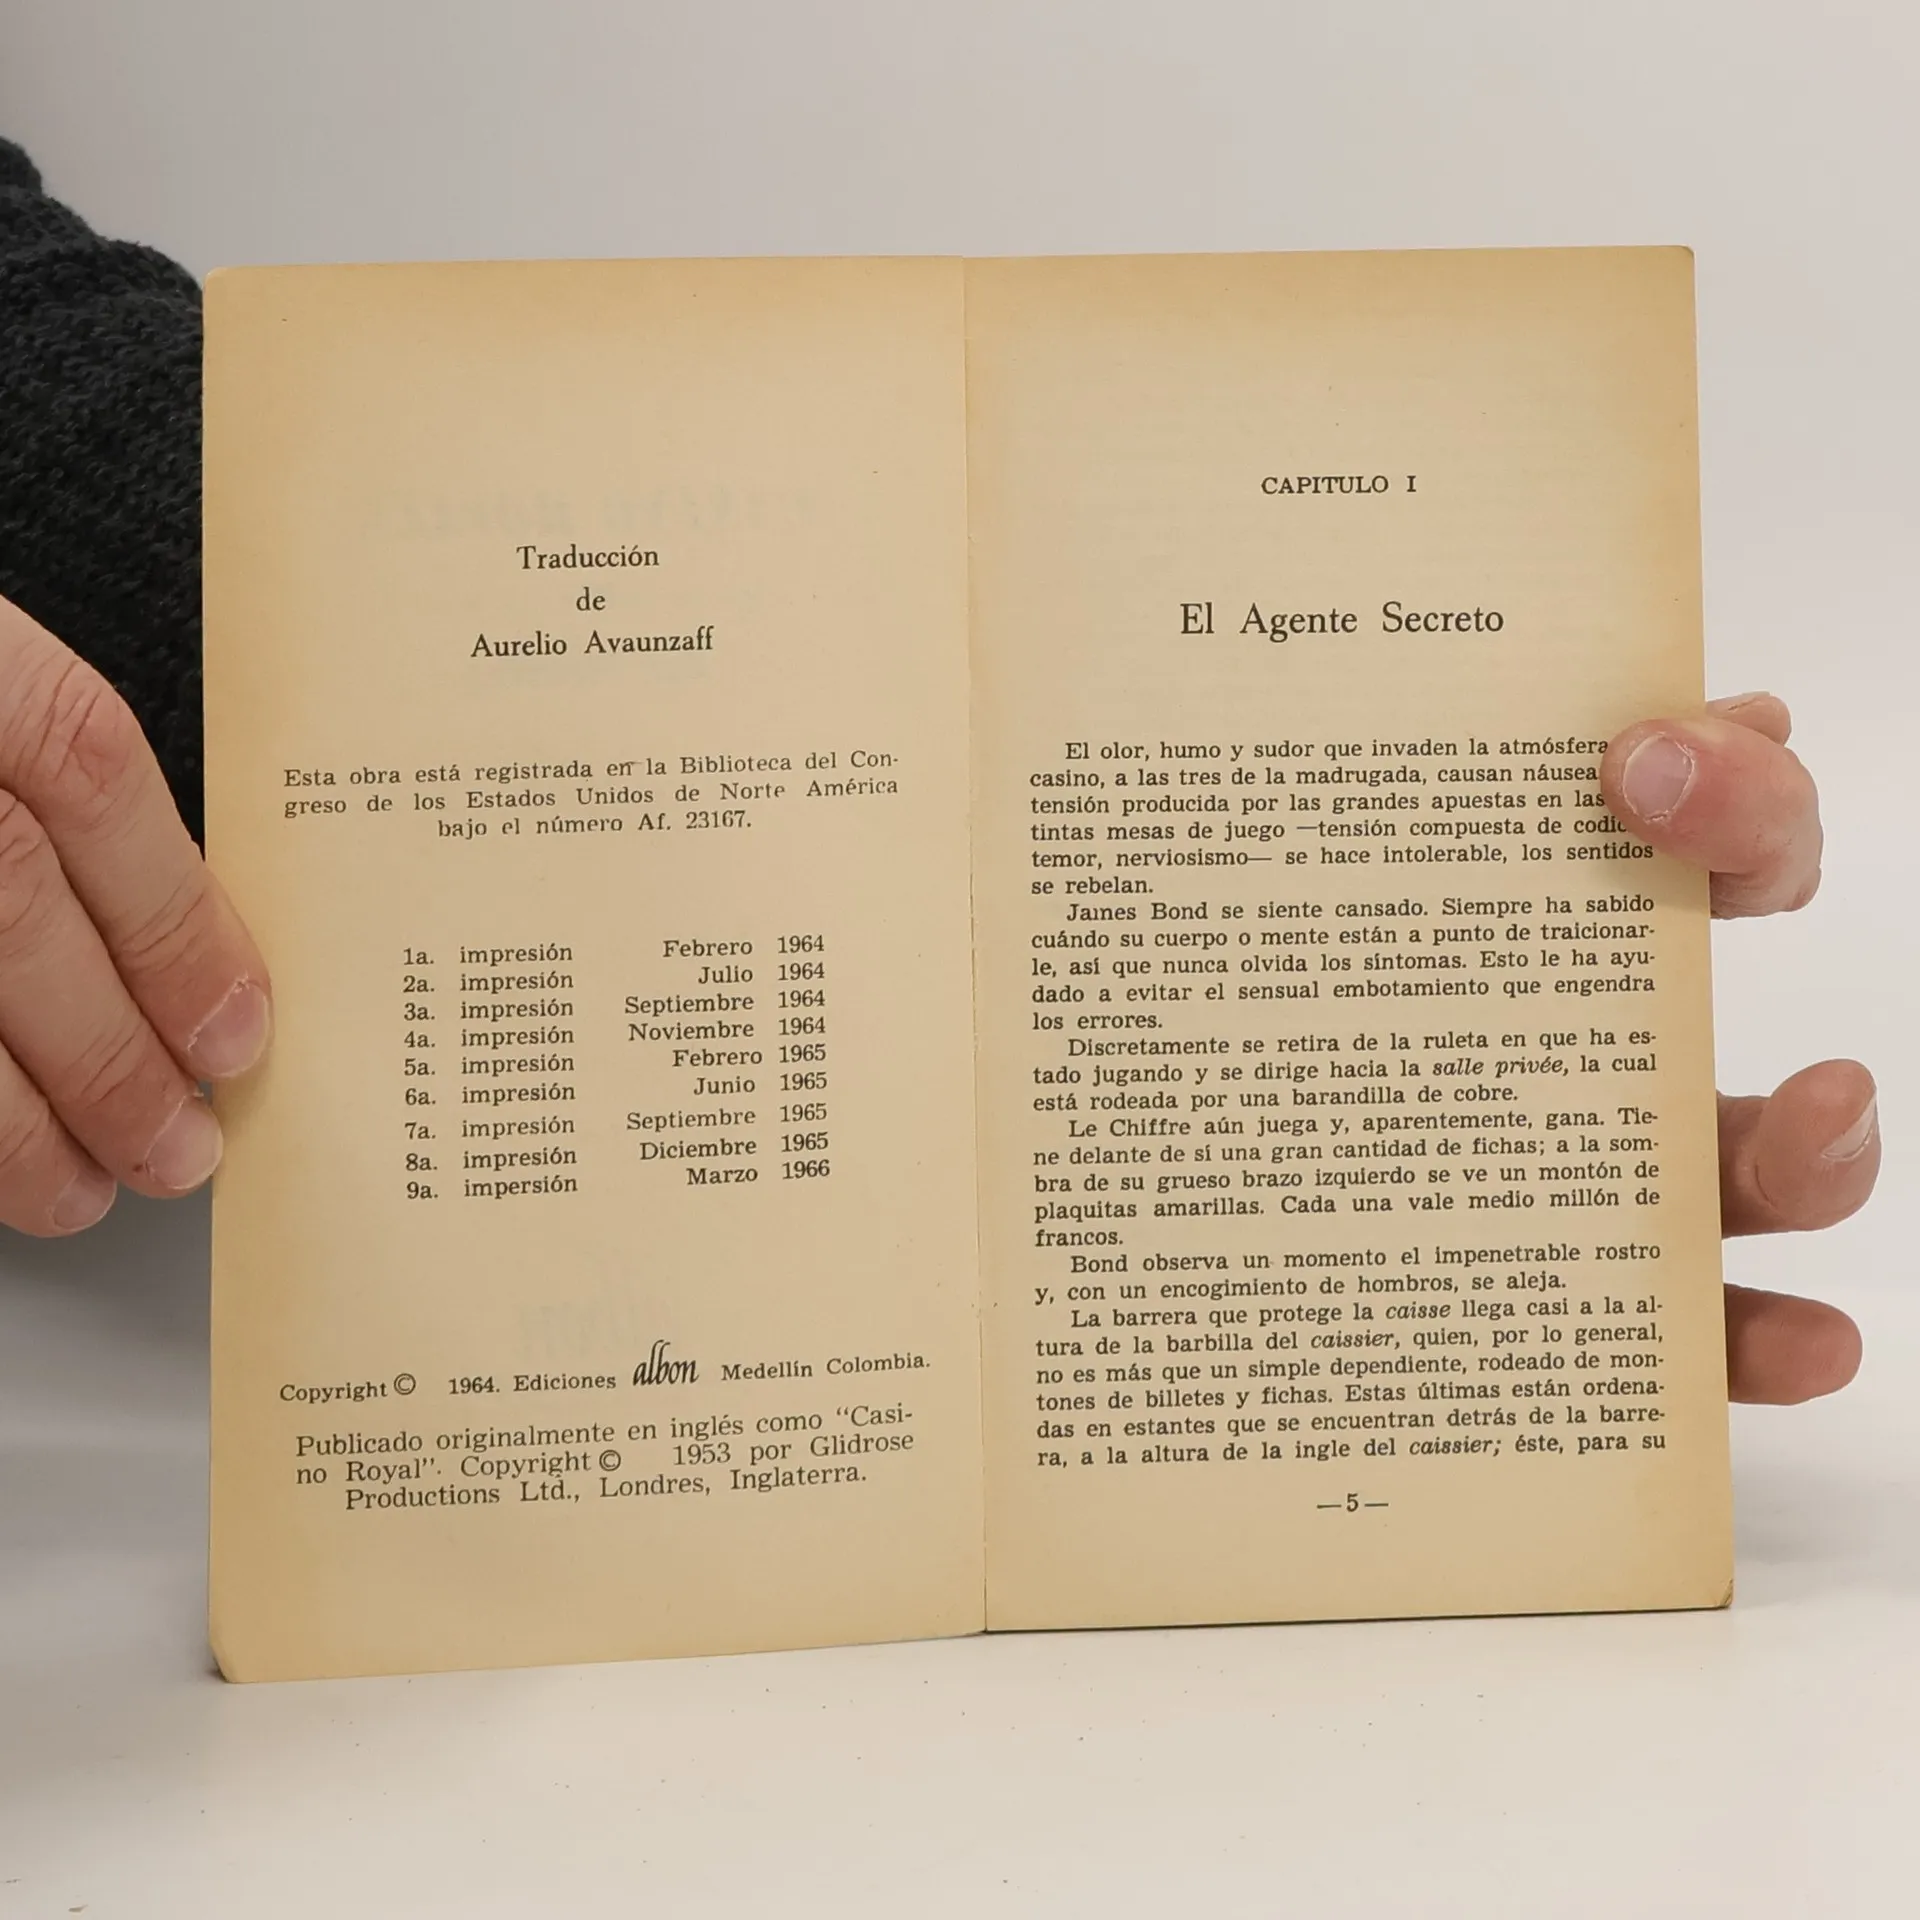 Traducción
de
Aurelio Avaunzaff
Esta obra está registrada en la Biblioteca del Con-
greso de los Estados Unidos de Norte América
bajo el número Af. 23167.
1a. impresión Febrero 1964
2a. impresión Julio 1964
3a. impresión Septiembre 1964
4a. impresión Noviembre 1964
5a. impresión Febrero 1965
6a. impresión Junio 1965
7a. impresión Septiembre 1965
8a. impresión Diciembre 1965
9a. impersión Marzo 1966
Copyright © 1964. Ediciones albon Medellín Colombia.
Publicado originalmente en inglés como “Casi-
no Royal”. Copyright © 1953 por Glidrose
Productions Ltd., Londres, Inglaterra.
CAPITULO I
El Agente Secreto
El olor, humo y sudor que invaden la atmósfera
casino, a las tres de la madrugada, causan
tensión producida por las grandes apuestas en las
tintas mesas de juego —tensión compuesta de
temor, nerviosismo— se hace intolerable, los sentidos
se rebelan.
James Bond se siente cansado. Siempre ha sabido
cuándo su cuerpo o mente están a punto de traicionar-
le, así que nunca olvida los síntomas. Esto le ha ayu-
dado a evitar el sensual embotamiento que engendra
los errores.
Discretamente se retira de la ruleta en que ha es-
tado jugando y se dirige hacia la salle privée, la cual
está rodeada por una barandilla de cobre.
Le Chiffre aún juega y, aparentemente, gana. Tie-
ne delante de sí una gran cantidad de fichas; a la som-
bra de su grueso brazo izquierdo se ve un montón de
plaquitas amarillas. Cada una vale medio millón de
francos.
Bond observa un momento el impenetrable rostro
y, con un encogimiento de hombros, se aleja.
La barrera que protege la caisse llega casi a la al-
tura de la barbilla del caissier, quien, por lo general,
no es más que un simple dependiente, rodeado de mon-
tones de billetes y fichas. Estas últimas están ordena-
das en estantes que se encuentran detrás de la barre-
ra, a la altura de la ingle del caissier; éste, para su
—5—